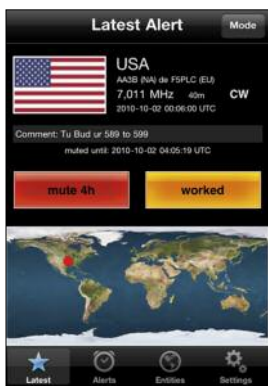 Latest Alert
Mode
USA
AA3B (NA) de F5PLC (EU)
7,011 MHz 40m CW
2010-10-02 00:06:00 UTC
Comment: Tu Bud ur 589 to 599
muted until: 2010-10-02 04:05:19 UTC
mute 4h
worked
Latest
Alerts
Entities
Settings